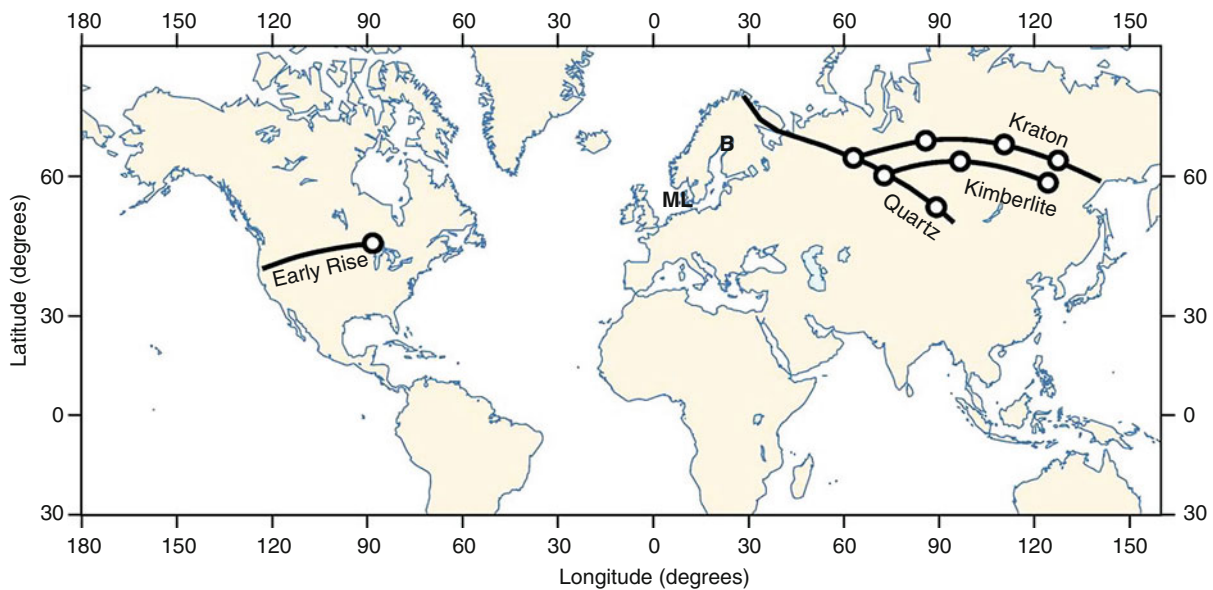 180 150 120 90 60 30 0 30 60 90 120 150
Kraton
B
60 60
Kimberlite
ML
Quartz
Early Rise
Latitude (degrees)
30 30
0 0
30 30
180 150 120 90 60 30 0 30 60 90 120 150
Longitude (degrees)